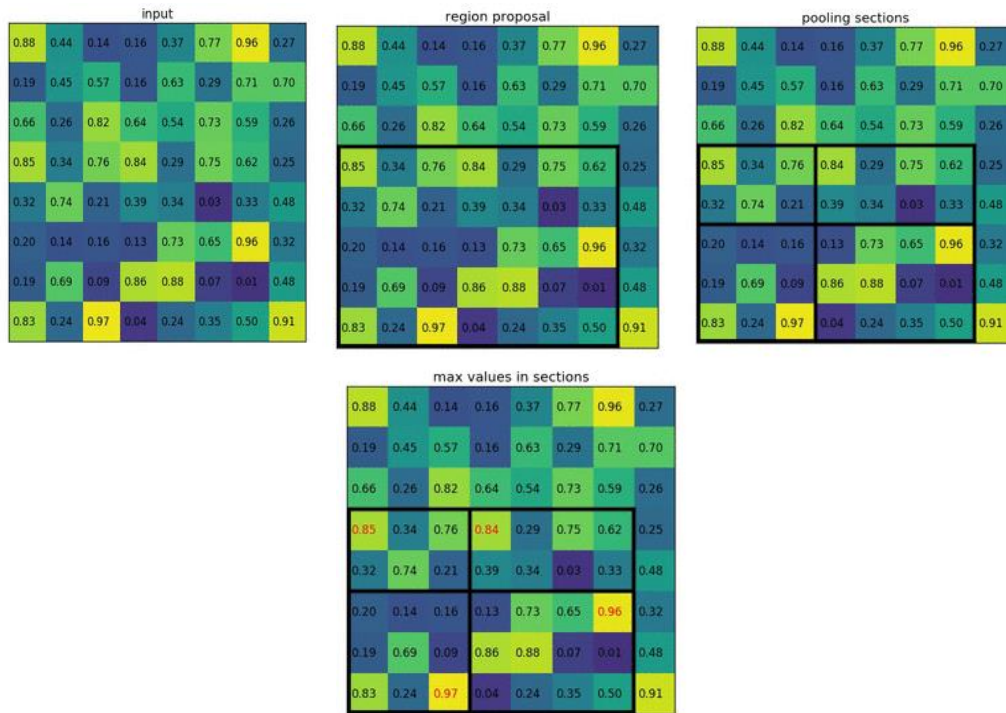 input
0.88 0.44 0.14 0.16 0.37 0.77 0.96 0.27
0.19 0.45 0.57 0.16 0.63 0.29 0.71 0.70
0.66 0.26 0.82 0.64 0.54 0.73 0.59 0.26
0.85 0.34 0.76 0.84 0.29 0.75 0.62 0.25
0.32 0.74 0.21 0.39 0.34 0.03 0.33 0.48
0.20 0.14 0.16 0.13 0.73 0.65 0.96 0.32
0.19 0.69 0.09 0.86 0.88 0.07 0.01 0.48
0.83 0.24 0.97 0.04 0.24 0.35 0.50 0.91
region proposal
0.88 0.44 0.14 0.16 0.37 0.77 0.96 0.27
0.19 0.45 0.57 0.16 0.63 0.29 0.71 0.70
0.66 0.26 0.82 0.64 0.54 0.73 0.59 0.26
0.85 0.34 0.76 0.84 0.29 0.75 0.62 0.25
0.32 0.74 0.21 0.39 0.34 0.03 0.33 0.48
0.20 0.14 0.16 0.13 0.73 0.65 0.96 0.32
0.19 0.69 0.09 0.86 0.88 0.07 0.01 0.48
0.83 0.24 0.97 0.04 0.24 0.35 0.50 0.91
pooling sections
0.88 0.44 0.14 0.16 0.37 0.77 0.96 0.27
0.19 0.45 0.57 0.16 0.63 0.29 0.71 0.70
0.66 0.26 0.82 0.64 0.54 0.73 0.59 0.26
0.85 0.34 0.76 0.84 0.29 0.75 0.62 0.25
0.32 0.74 0.21 0.39 0.34 0.03 0.33 0.48
0.20 0.14 0.16 0.13 0.73 0.65 0.96 0.32
0.19 0.69 0.09 0.86 0.88 0.07 0.01 0.48
0.83 0.24 0.97 0.04 0.24 0.35 0.50 0.91
max values in sections
0.88 0.44 0.14 0.16 0.37 0.77 0.96 0.27
0.19 0.45 0.57 0.16 0.63 0.29 0.71 0.70
0.66 0.26 0.82 0.64 0.54 0.73 0.59 0.26
0.85 0.34 0.76 0.84 0.29 0.75 0.62 0.25
0.32 0.74 0.21 0.39 0.34 0.03 0.33 0.48
0.20 0.14 0.16 0.13 0.73 0.65 0.96 0.32
0.19 0.69 0.09 0.86 0.88 0.07 0.01 0.48
0.83 0.24 0.97 0.04 0.24 0.35 0.50 0.91